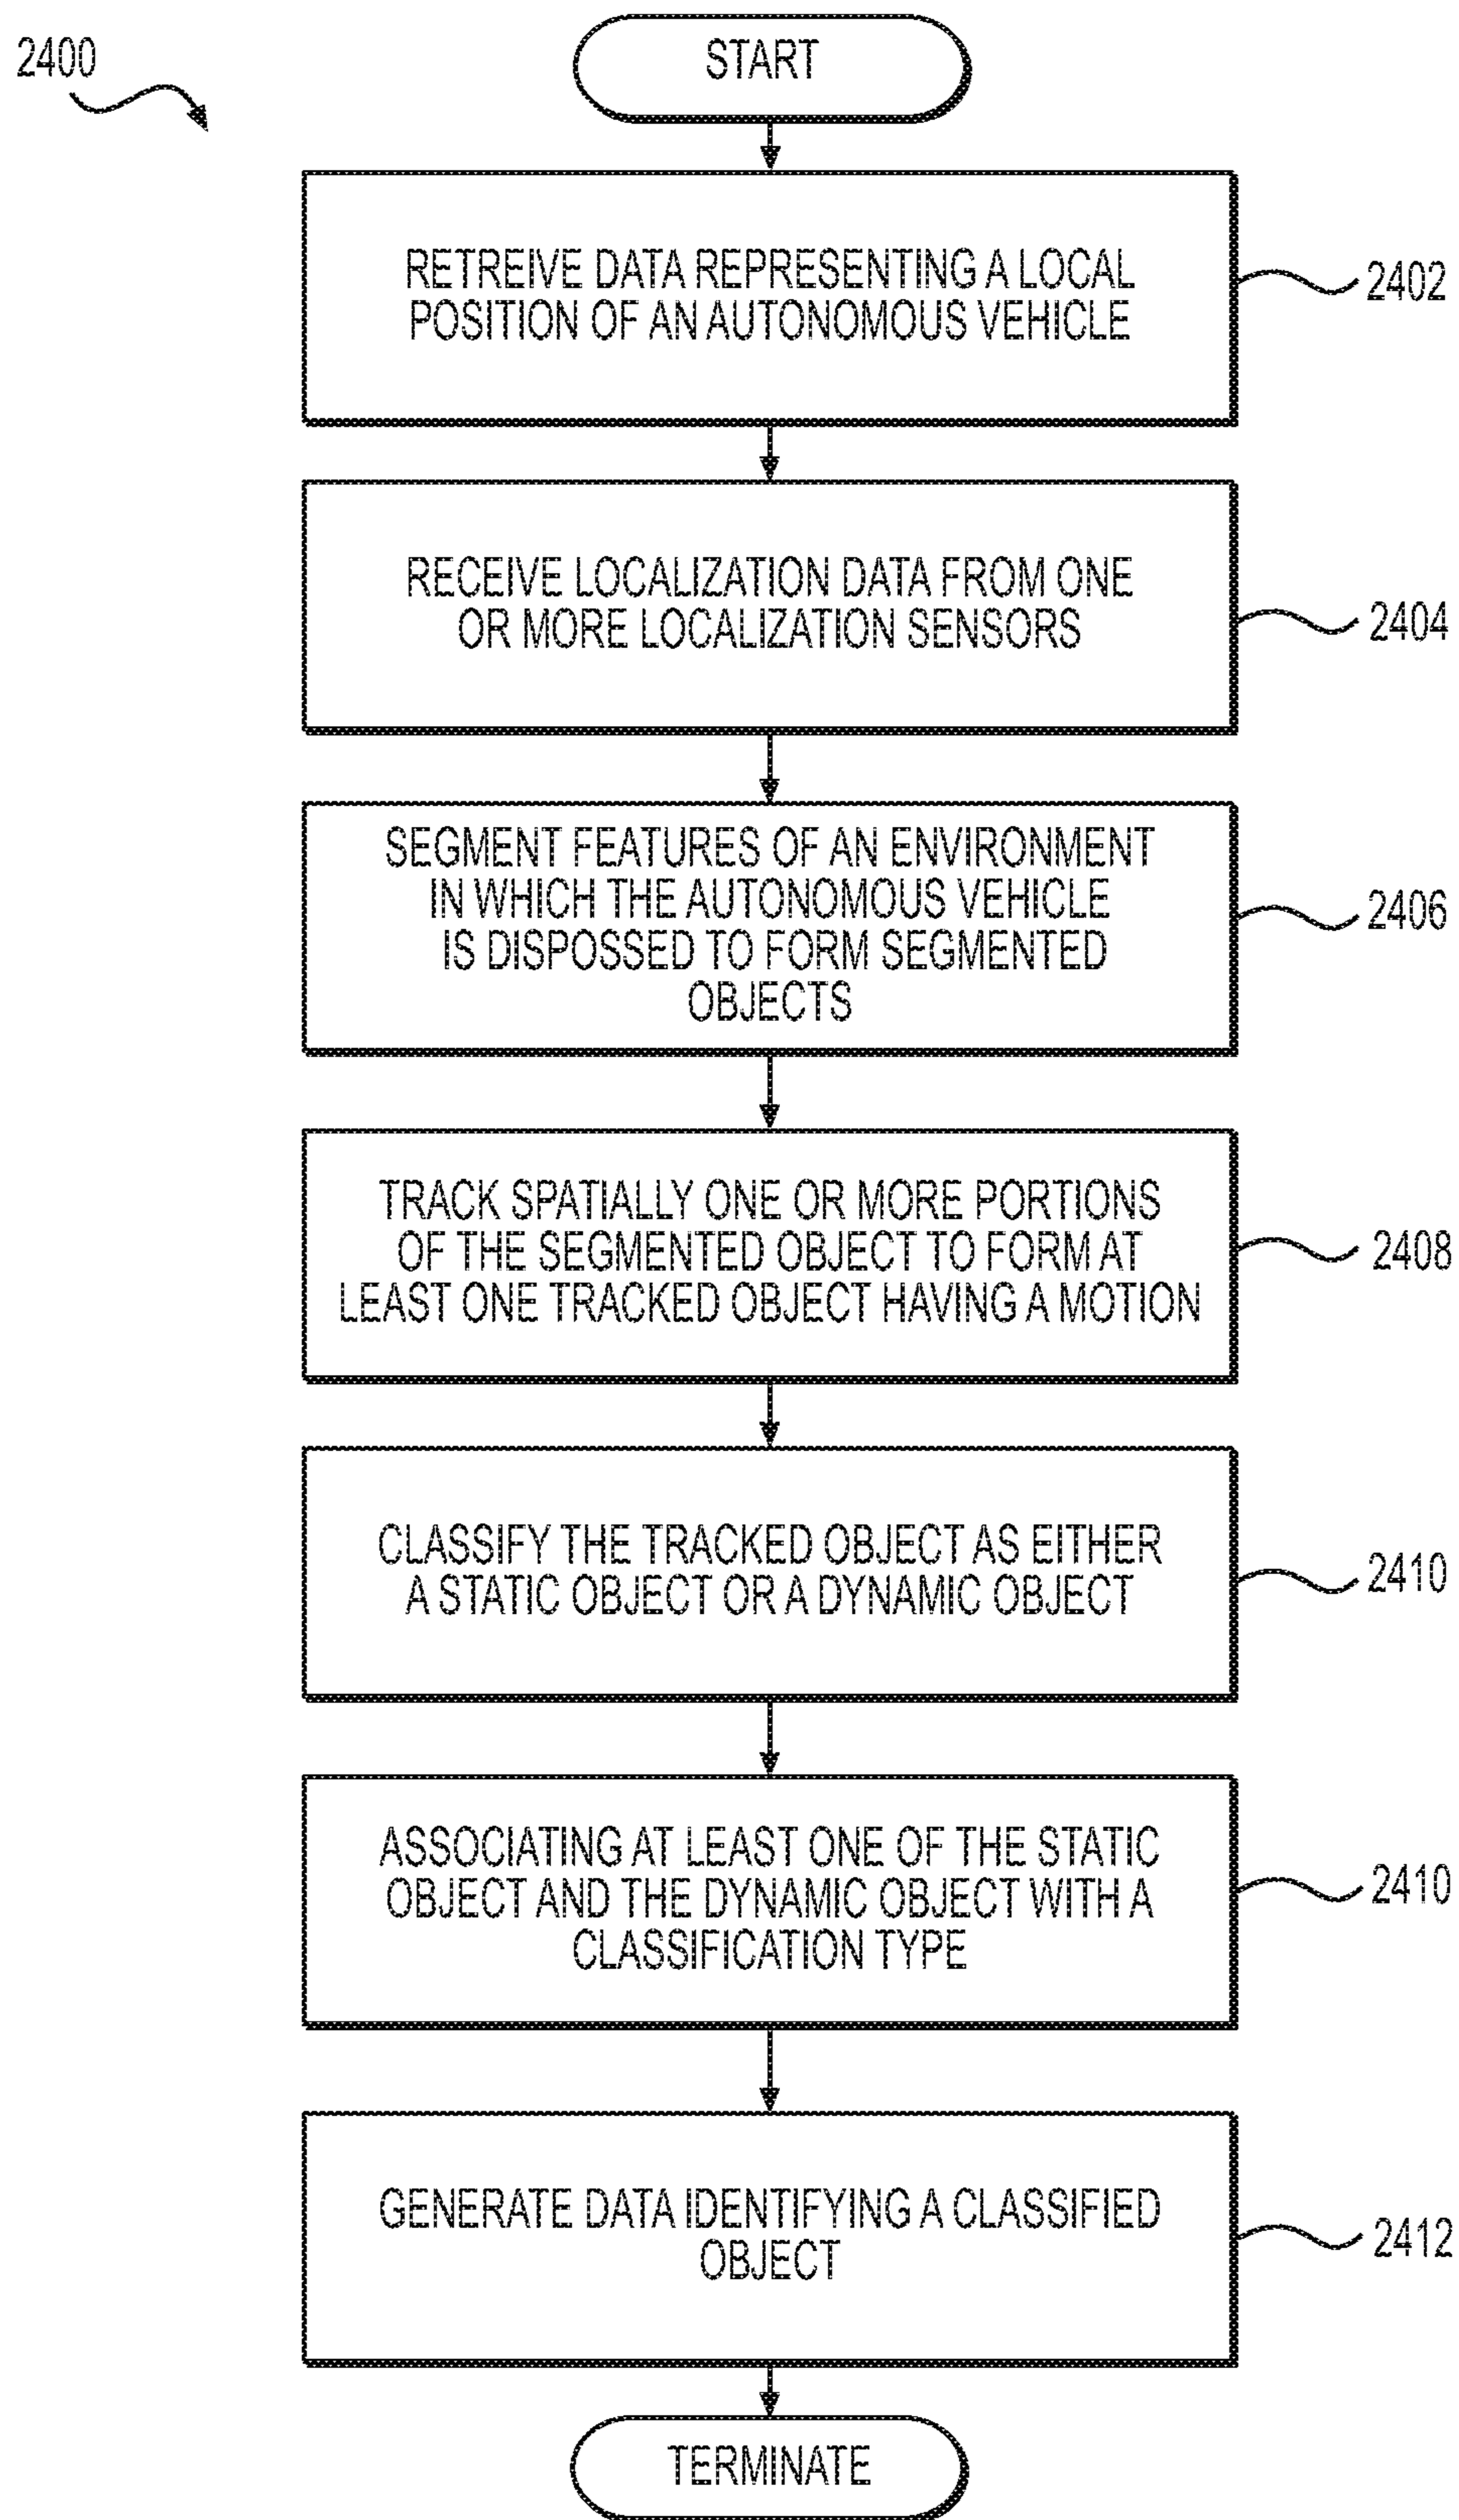 2400
START
RETREIVE DATA REPRESENTING A LOCAL
POSITION OF AN AUTONOMOUS VEHICLE
2402
RECEIVE LOCALIZATION DATA FROM ONE
OR MORE LOCALIZATION SENSORS
2404
SEGMENT FEATURES OF AN ENVIRONMENT
IN WHICH THE AUTONOMOUS VEHICLE
IS DISPOSSED TO FORM SEGMENTED
OBJECTS
2406
TRACK SPATIALLY ONE OR MORE PORTIONS
OF THE SEGMENTED OBJECT TO FORM AT
LEAST ONE TRACKED OBJECT HAVING A MOTION
2408
CLASSIFY THE TRACKED OBJECT AS EITHER
A STATIC OBJECT OR A DYNAMIC OBJECT
2410
ASSOCIATING AT LEAST ONE OF THE STATIC
OBJECT AND THE DYNAMIC OBJECT WITH A
CLASSIFICATION TYPE
2410
GENERATE DATA IDENTIFYING A CLASSIFIED
OBJECT
2412
TERMINATE